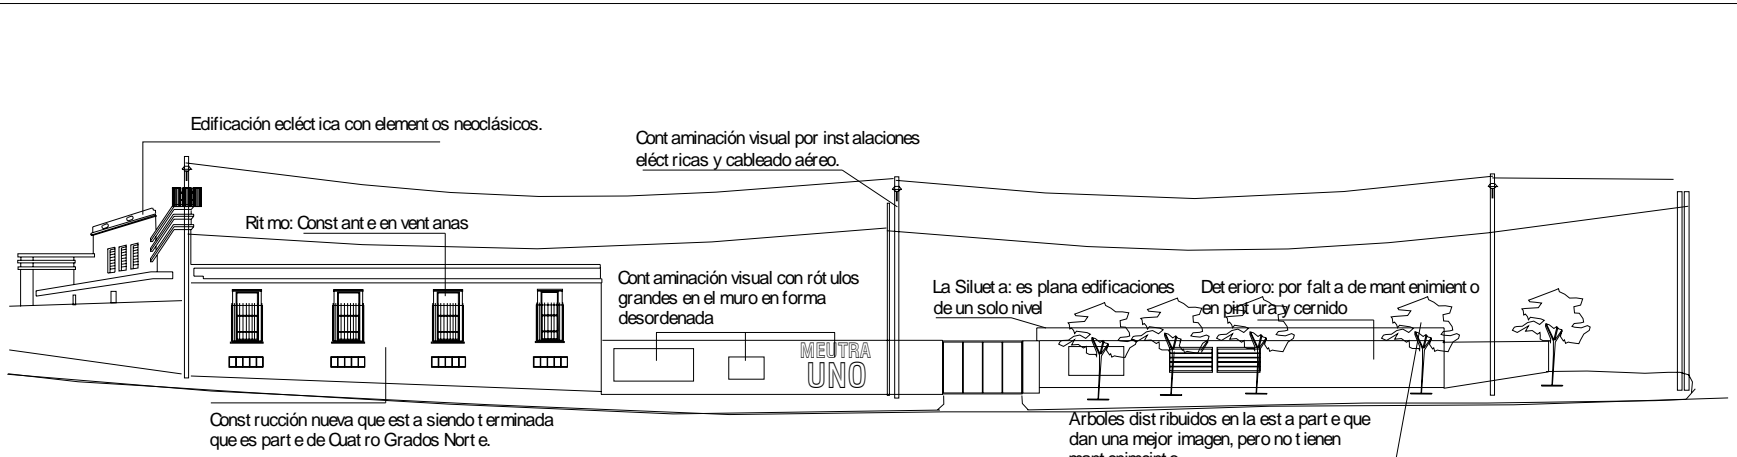 Edificación ecléctica con elementos neoclásicos.
Contaminación visual por instalaciones
eléctricas y cableado aéreo.
Ritmo: Constante en ventanas
Contaminación visual con rótulos
grandes en el muro en forma
desordenada
La Silueta: es plana edificaciones
de un solo nivel
Deterioro: por falta de mantenimiento
en pintura y cernido
MEUTRA
UNO
Construcción nueva que esta siendo terminada
que es parte de Cuatro Grados Norte.
Arboles distribuidos en la esta parte que
dan una mejor imagen, pero no tienen